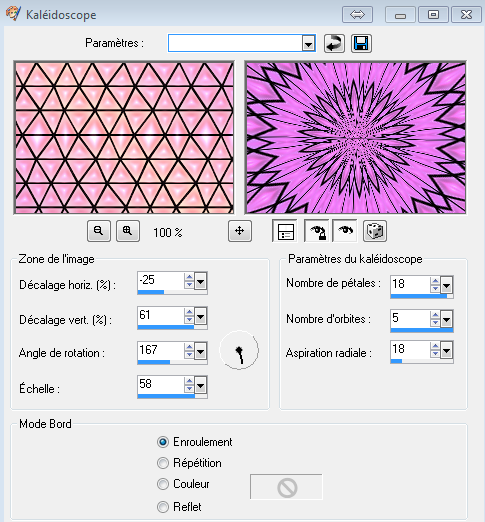 Kaléidoscope
Paramètres :
100 %
Zone de l'image
Décalage horiz. (%) : -25
Décalage vert. (%) : 61
Angle de rotation : 167
Échelle : 58
Paramètres du kaléidoscope
Nombre de pétales : 18
Nombre d'orbites : 5
Aspiration radiale : 18
Mode Bord
Enroulement
Répétition
Couleur
Reflet